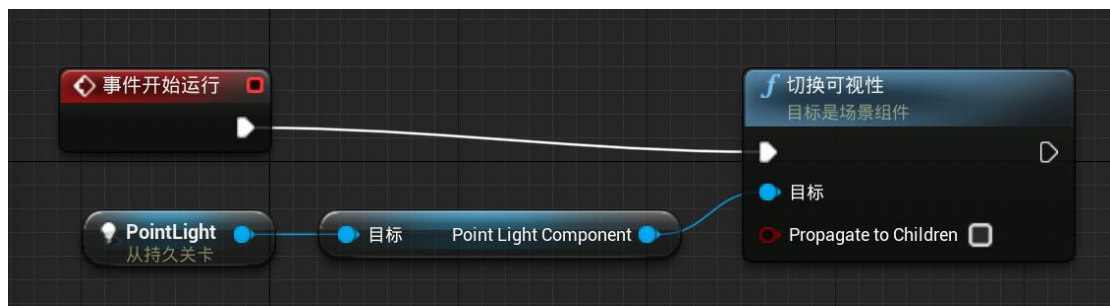 事件开始运行
f 切换可视性
目标是场景组件
目标
PointLight
从持久关卡
目标 Point Light Component
Propagate to Children